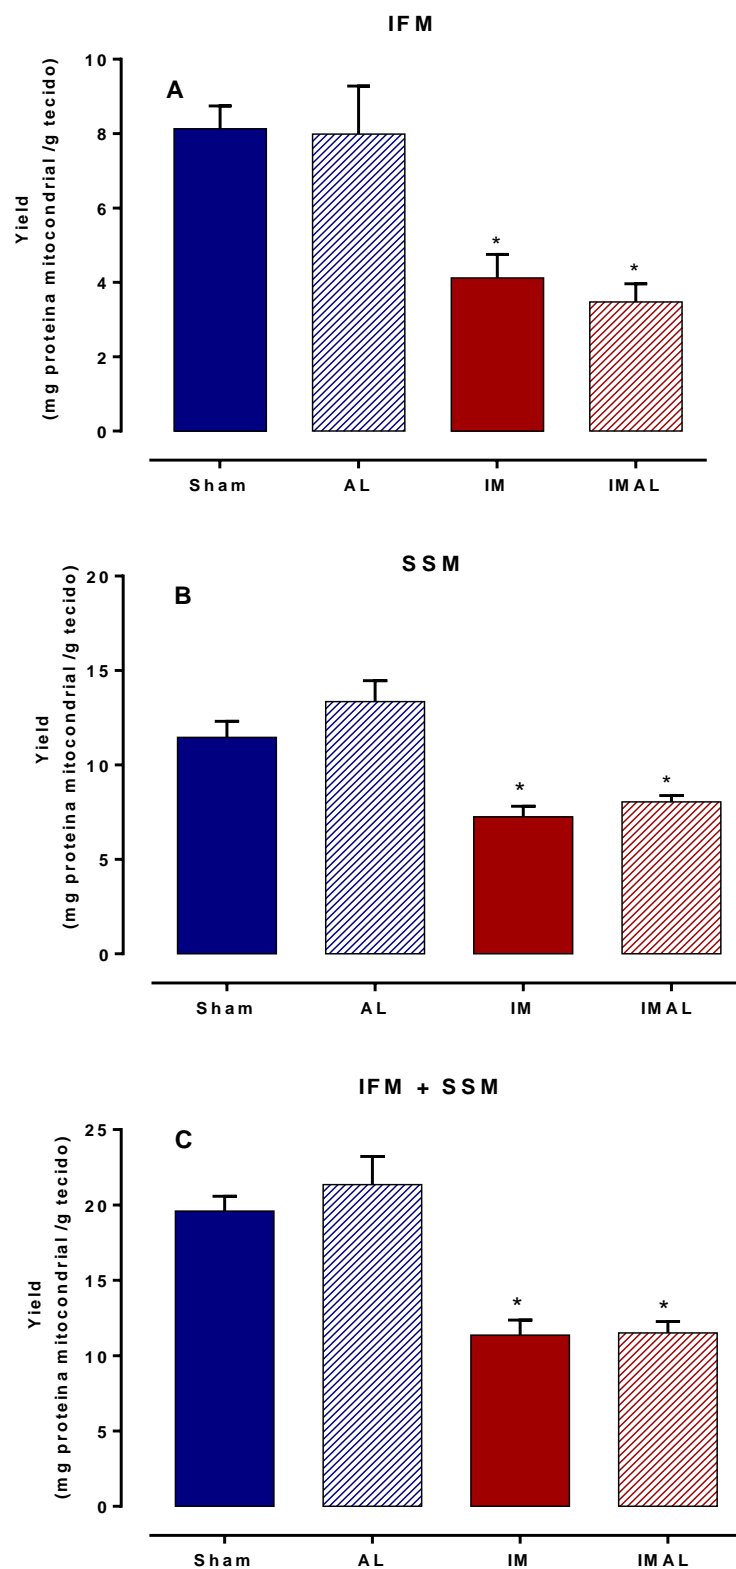 IFM
A
Yield
(mg proteina mitocondrial /g tecido)
10
8
6
4
2
0
*
*
Sham AL IM IMAL
SSM
B
Yield
(mg proteina mitocondrial /g tecido)
20
15
10
5
0
*
*
Sham AL IM IMAL
IFM + SSM
C
Yield
(mg proteina mitocondrial /g tecido)
25
20
15
10
5
0
*
*
Sham AL IM IMAL